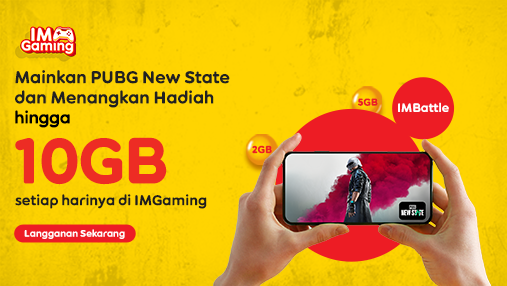 IM
Gaming
Mainkan PUBG New State
dan Menangkan Hadiah
hingga
10GB
setiap harinya di IMGaming
Langganan Sekarang
2GB
5GB
IMBattle
NEW STATE